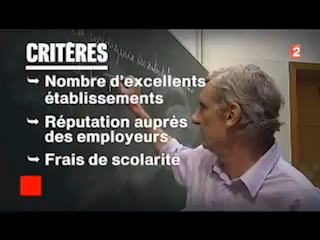 CRITÈRES
2
→ Nombre d'excellents
établissements
→ Réputation auprès
des employeurs
→ Frais de scolarité